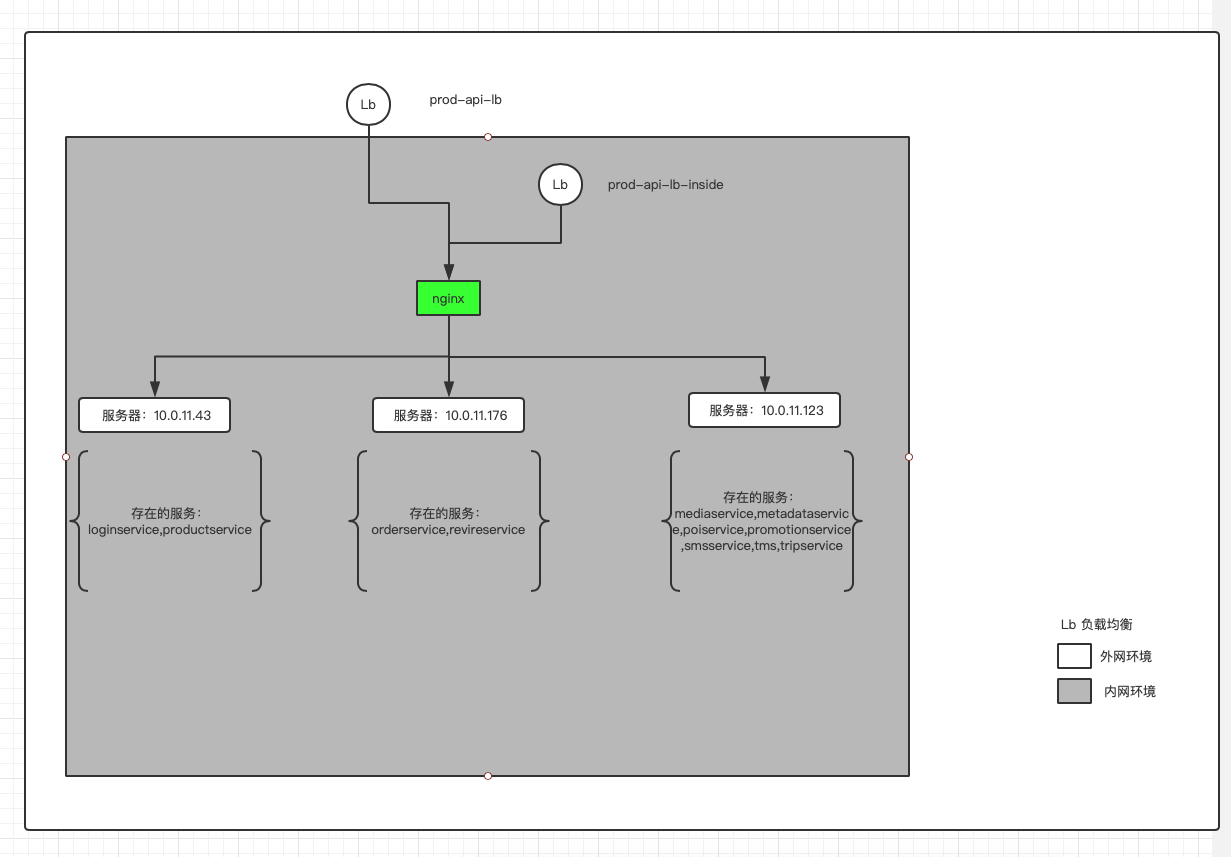 Lb
prod-api-lb
Lb
prod-api-lb-inside
nginx
服务器：10.0.11.43
服务器：10.0.11.176
服务器：10.0.11.123
存在的服务：
loginservice,productservice
存在的服务：
orderservice,revireservice
存在的服务：
mediaservice,metadataservic
e,poiservice,promotionservice
,smsservice,tms,tripservice
Lb 负载均衡
外网环境
内网环境